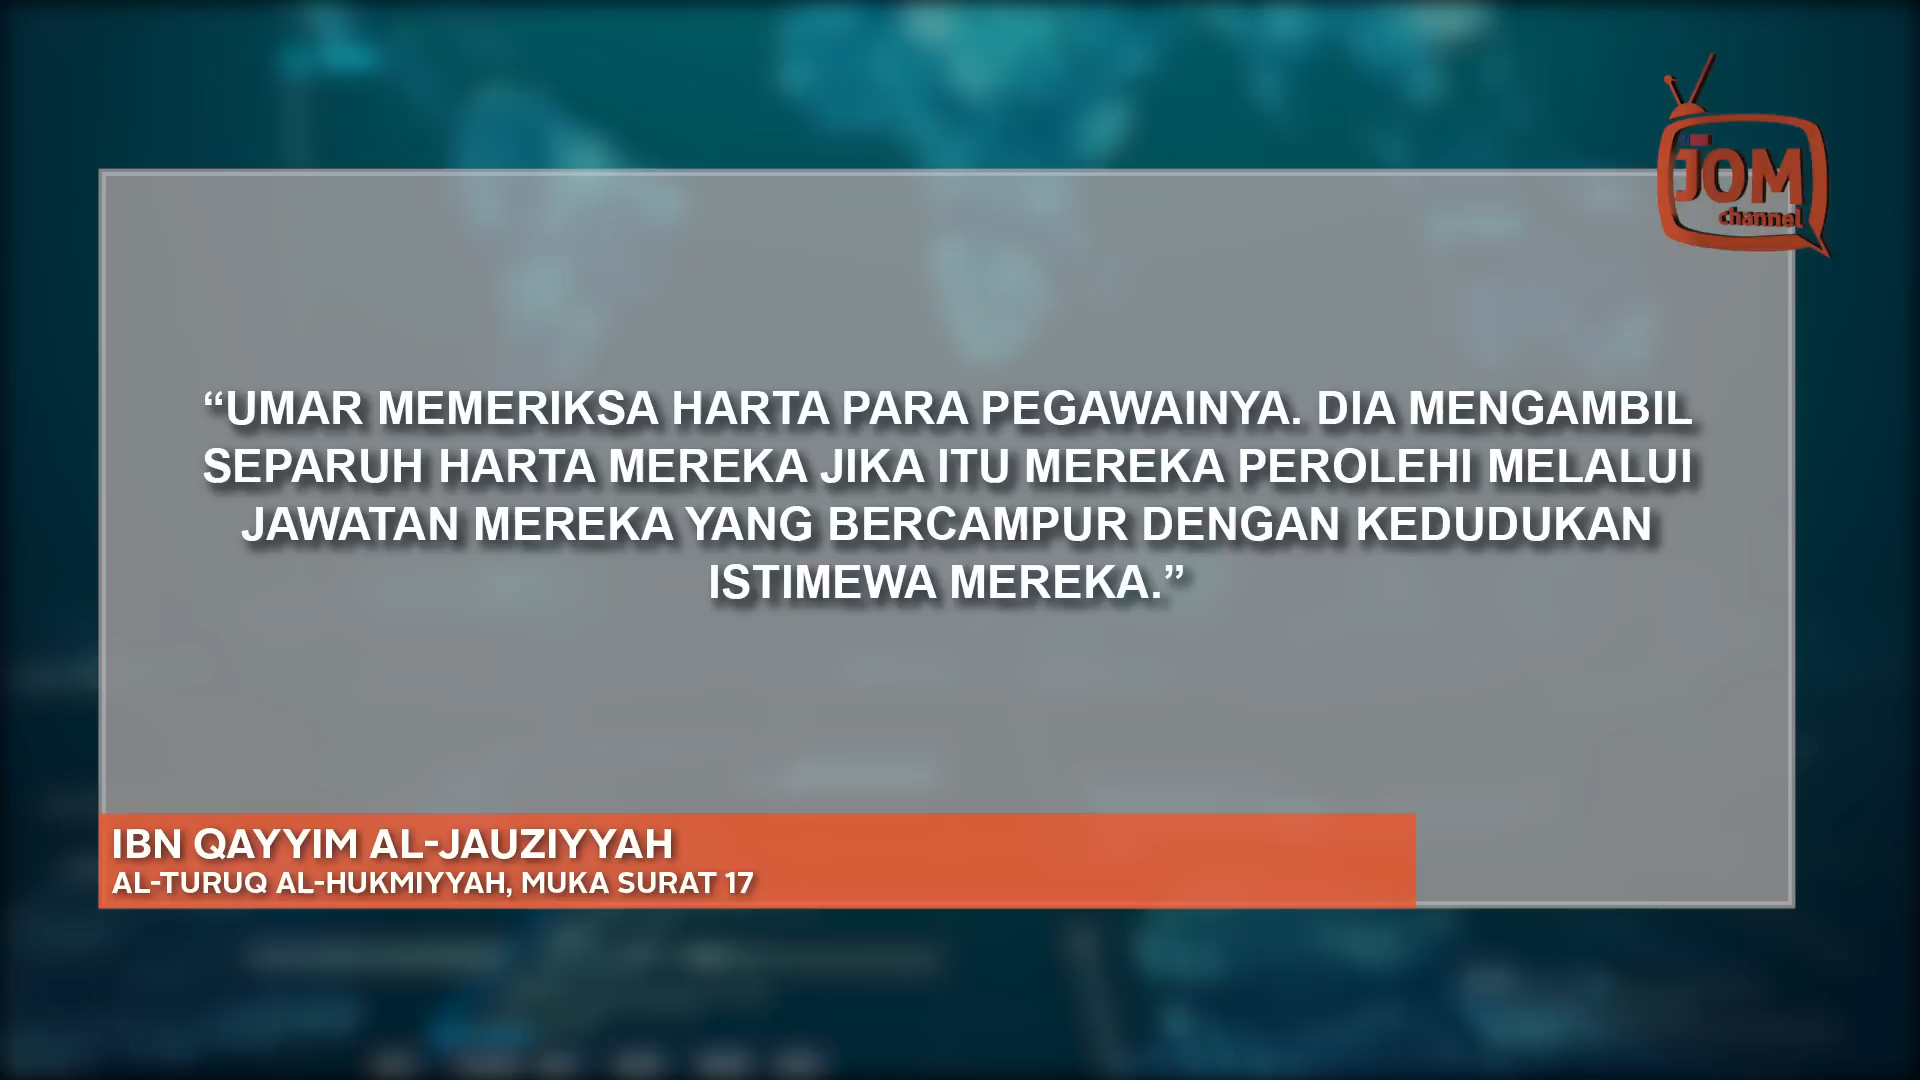 JOM
channel
“UMAR MEMERIKSA HARTA PARA PEGAWAINYA. DIA MENGAMBIL
SEPARUH HARTA MEREKA JIKA ITU MEREKA PEROLEHI MELALUI
JAWATAN MEREKA YANG BERCAMPUR DENGAN KEDUDUKAN
ISTIMEWA MEREKA.”
IBN QAYYIM AL-JAUZIYYAH
AL-TURUQ AL-HUKMIYYAH, MUKA SURAT 17